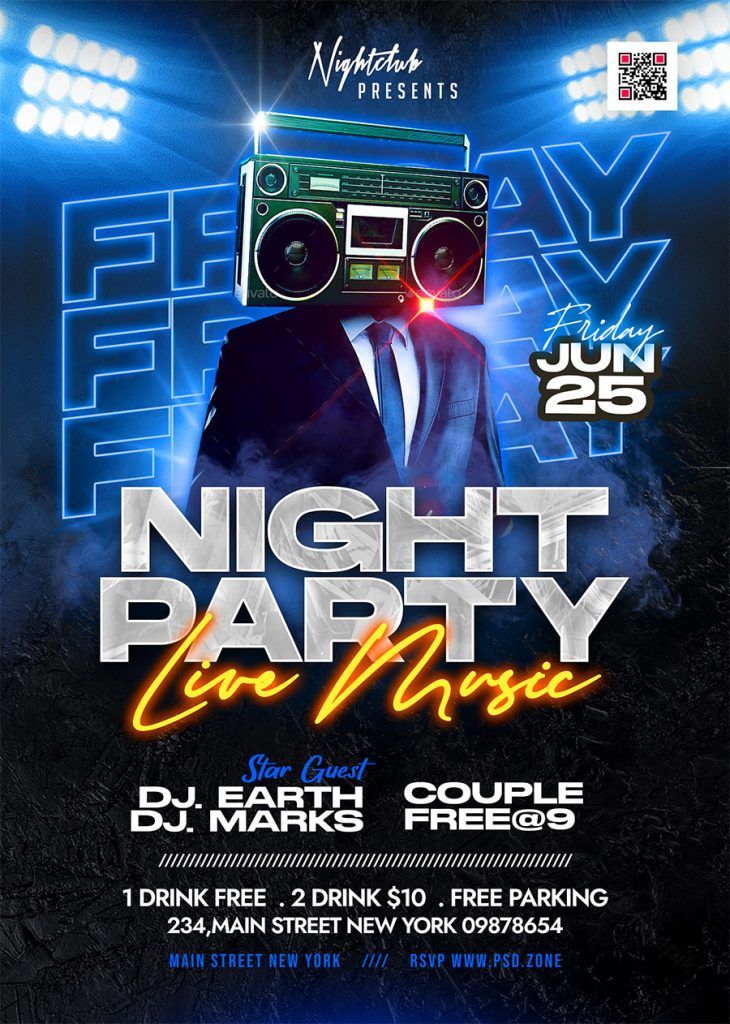 Nightclub
PRESENTS
FRIDAY
FRIDAY
FRIDAY
Friday
JUN
25
envato
envato
NIGHT
PARTY
Live Music
Star Guest
DJ. EARTH
DJ. MARKS
COUPLE
FREE@9
////////////////////////////////////////////////////////////////////////
1 DRINK FREE . 2 DRINK $10 . FREE PARKING
234,MAIN STREET NEW YORK 09878654
MAIN STREET NEW YORK //// RSVP WWW,PSD.ZONE